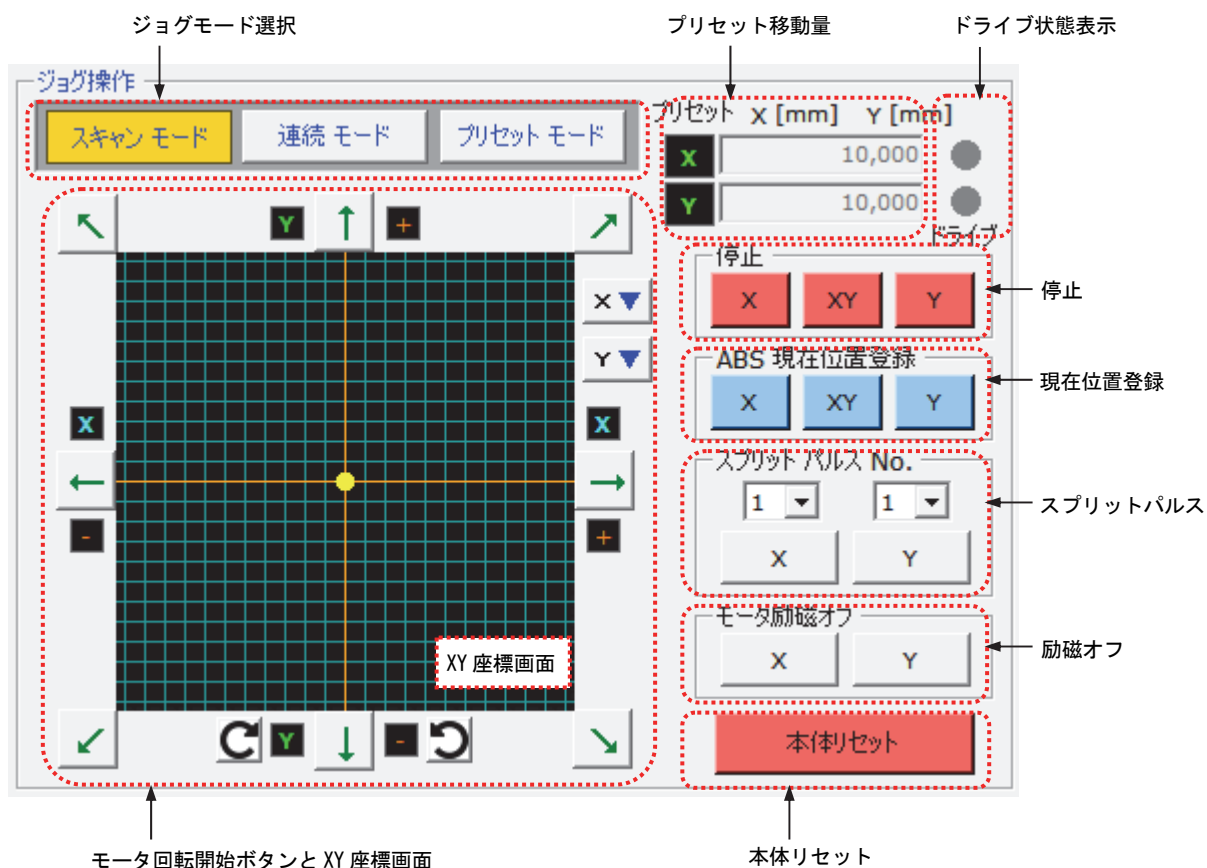 ジョグモード選択
プリセット移動量
ドライブ状態表示
ジョグ操作
スキャン モード
連続 モード
プリセット モード
プリセット X [mm] Y [mm]
X 10,000
Y 10,000
ドライブ
Y +
X ▼
Y ▼
X
X
-
+
XY 座標画面
Y -
停止
X XY Y
停止
ABS 現在位置登録
X XY Y
現在位置登録
スプリット パルス No.
1 1
X Y
スプリットパルス
モータ励磁オフ
X Y
励磁オフ
本体リセット
モータ回転開始ボタンと XY 座標画面
本体リセット